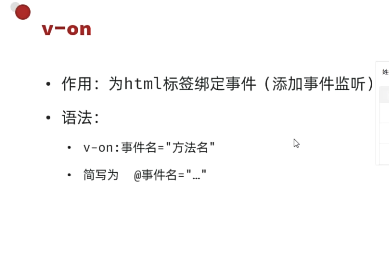 v-on
• 作用：为html标签绑定事件（添加事件监听）
• 语法：
• v-on:事件名="方法名"
• 简写为 @事件名="…"
姓